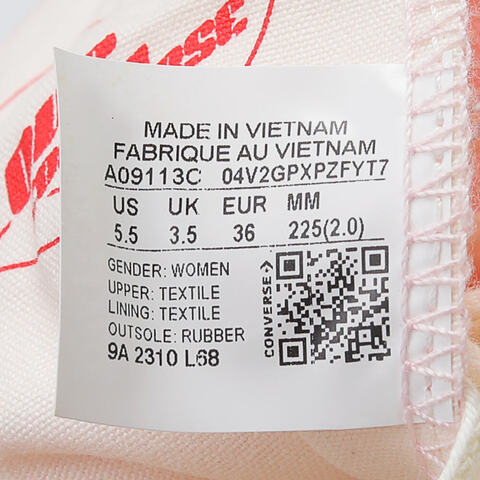 MADE IN VIETNAM
FABRIQUE AU VIETNAM
A09113C 04V2GPXPZFYT7
US UK EUR MM
5.5 3.5 36 225(2.0)
GENDER: WOMEN
UPPER: TEXTILE
LINING: TEXTILE
OUTSOLE: RUBBER
9A 2310 L68
CONVERSE